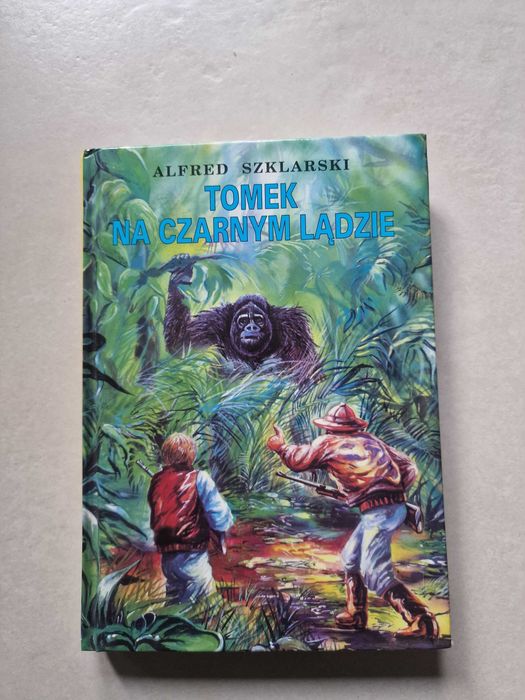 ALFRED SZKLARSKI
TOMEK
NA CZARNYM LĄDZIE